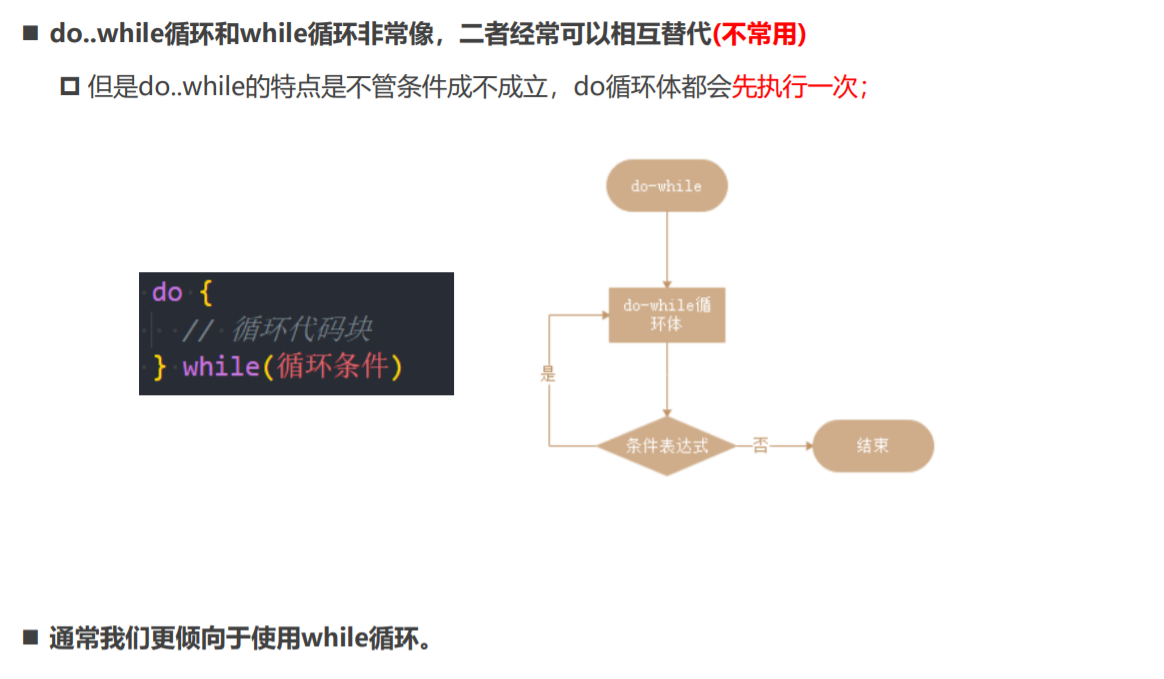 do..while循环和while循环非常像，二者经常可以相互替代(不常用)
但是do..while的特点是不管条件成不成立，do循环体都会先执行一次；
do-while
do {
// 循环代码块
} while(循环条件)
do-while循
环体
是
条件表达式
否
结束
通常我们更倾向于使用while循环。